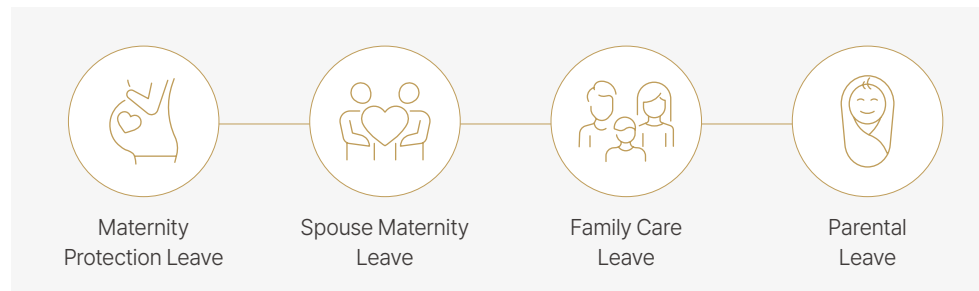 Maternity
Protection Leave
Spouse Maternity
Leave
Family Care
Leave
Parental
Leave